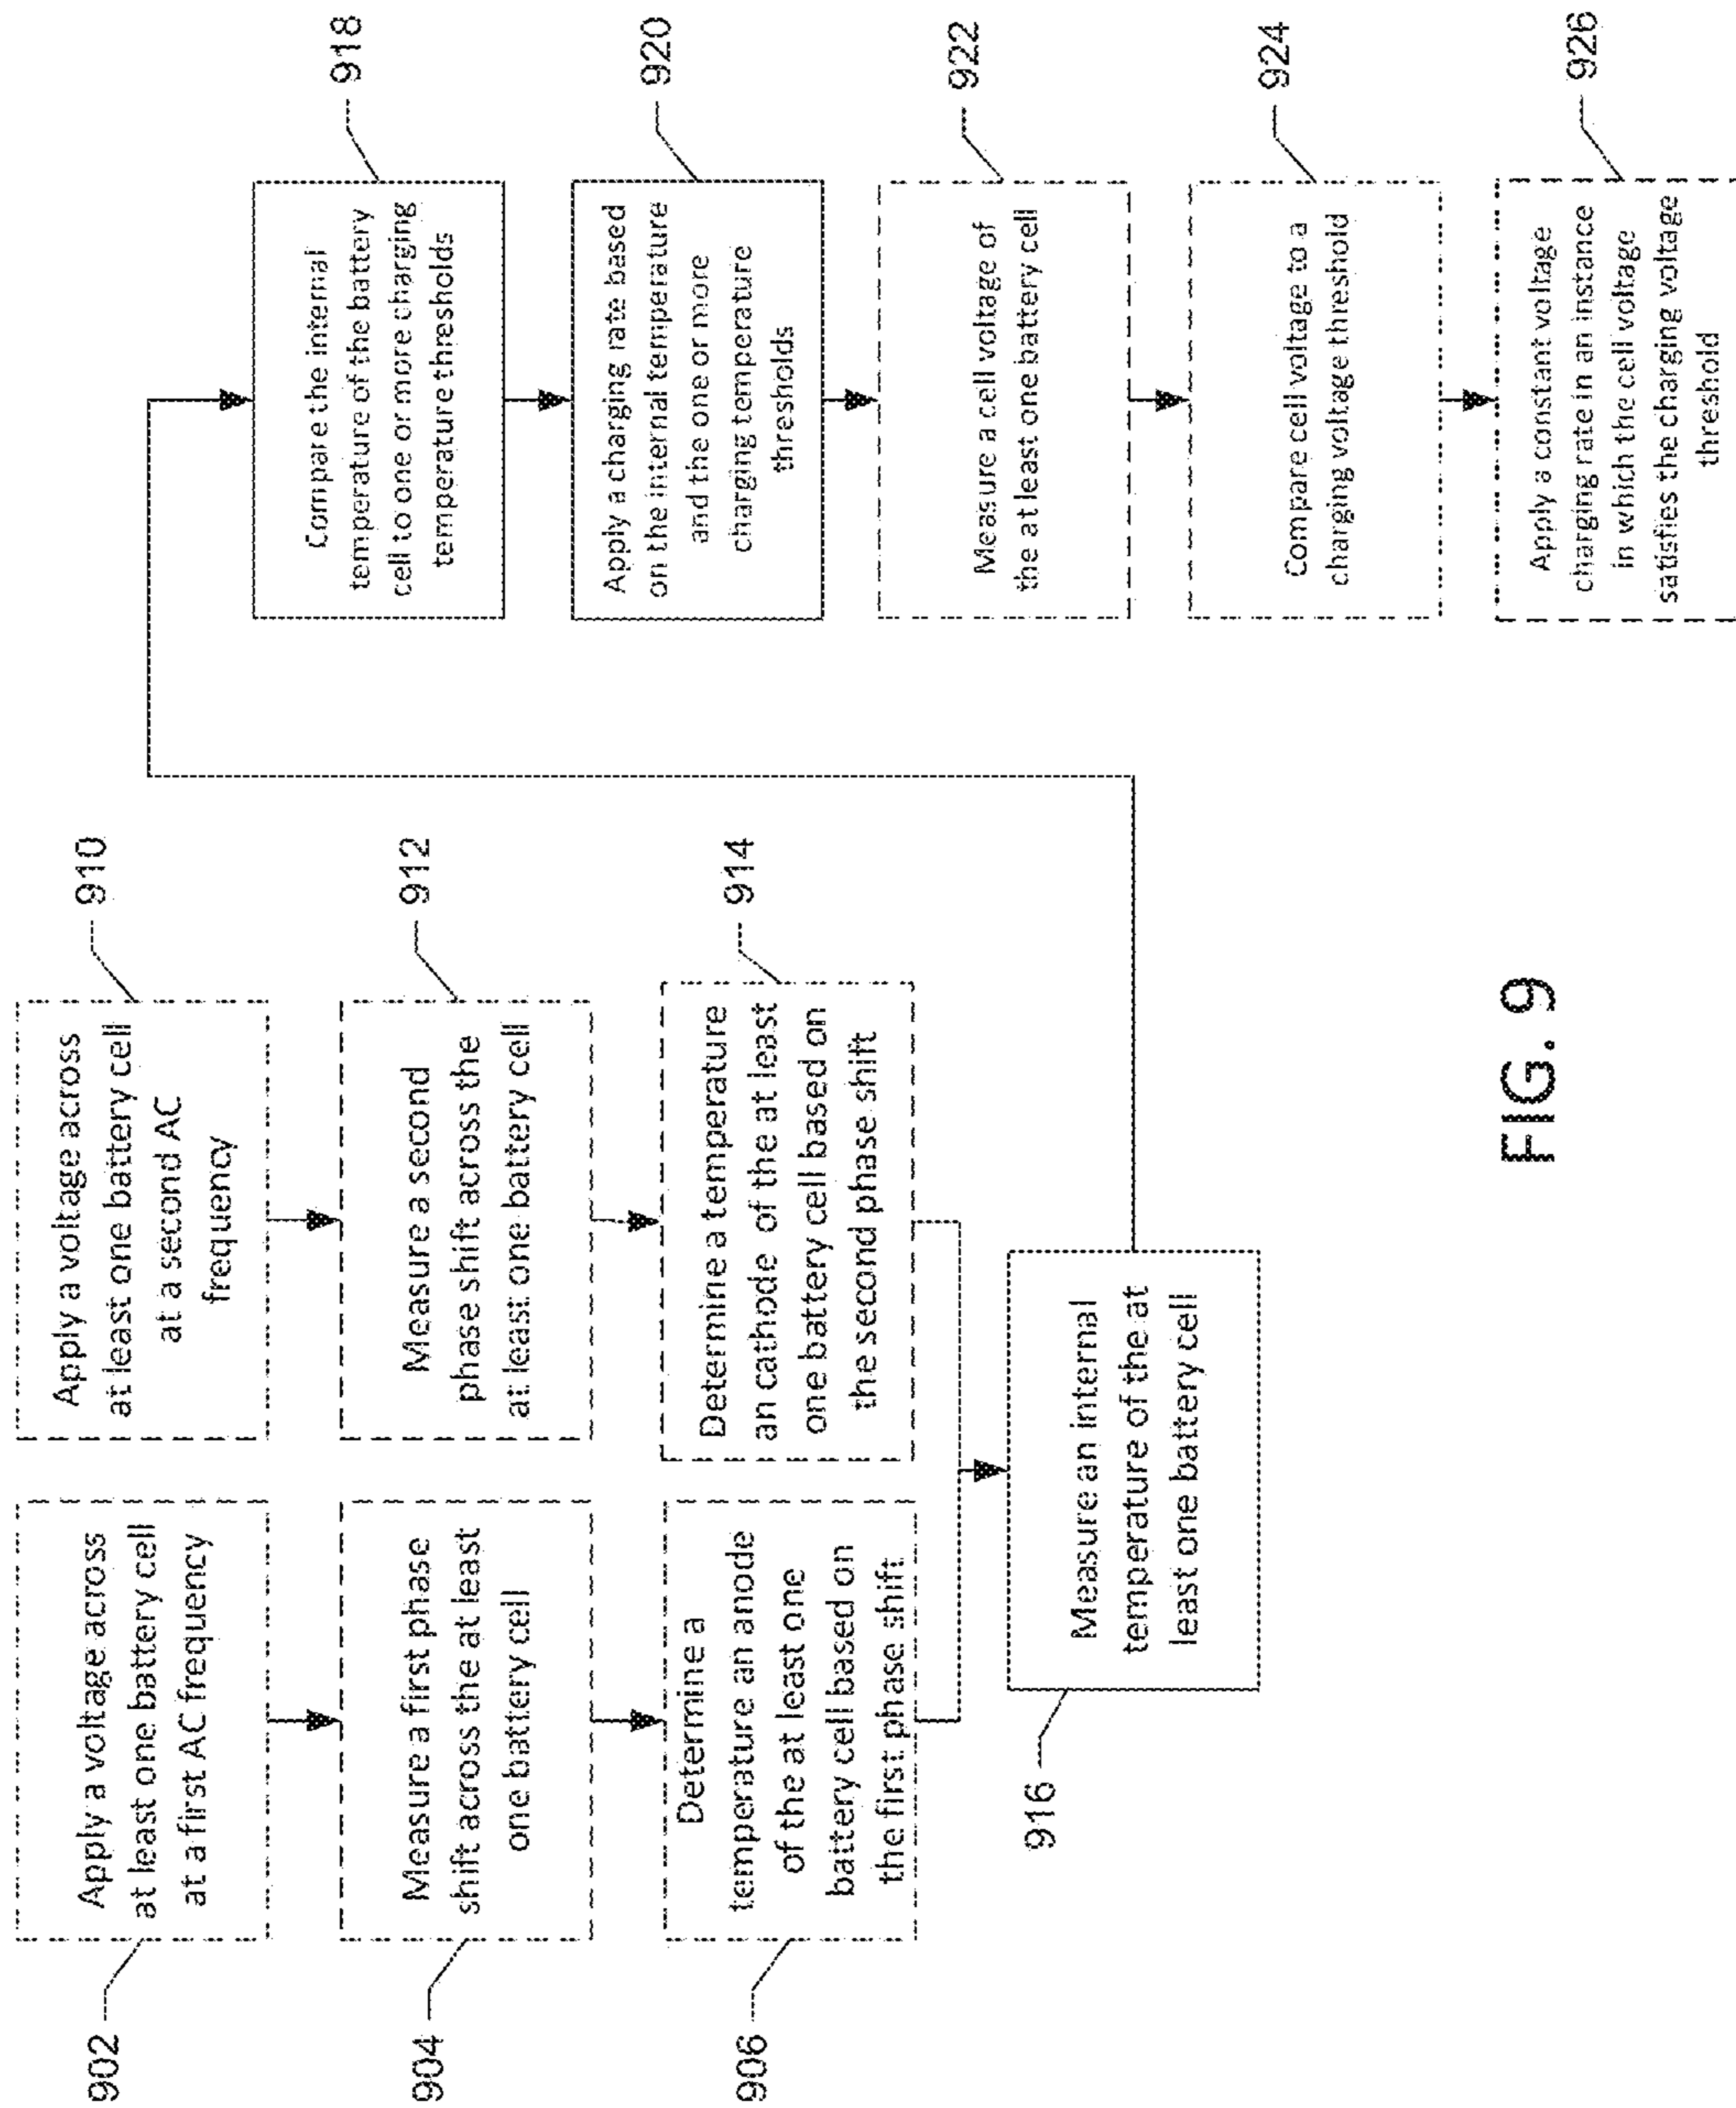 902
Apply a voltage across
at least one battery cell
at a first AC frequency
904
Measure a first phase
shift across the at least
one battery cell
906
Determine a
temperature an anode
of the at least one
battery cell based on
the first phase shift
910
Apply a voltage across
at least one battery cell
at a second AC
frequency
912
Measure a second
phase shift across the
at least one battery cell
914
Determine a temperature
an cathode of the at least
one battery cell based on
the second phase shift
916
Measure an internal
temperature of the at
least one battery cell
918
Compare the internal
temperature of the battery
cell to one or more charging
temperature thresholds
920
Apply a charging rate based
on the internal temperature
and the one or more
charging temperature
thresholds
922
Measure a cell voltage of
the at least one battery cell
924
Compare cell voltage to a
charging voltage threshold
926
Apply a constant voltage
charging rate in an instance
in which the cell voltage
satisfies the charging voltage
threshold
FIG. 9